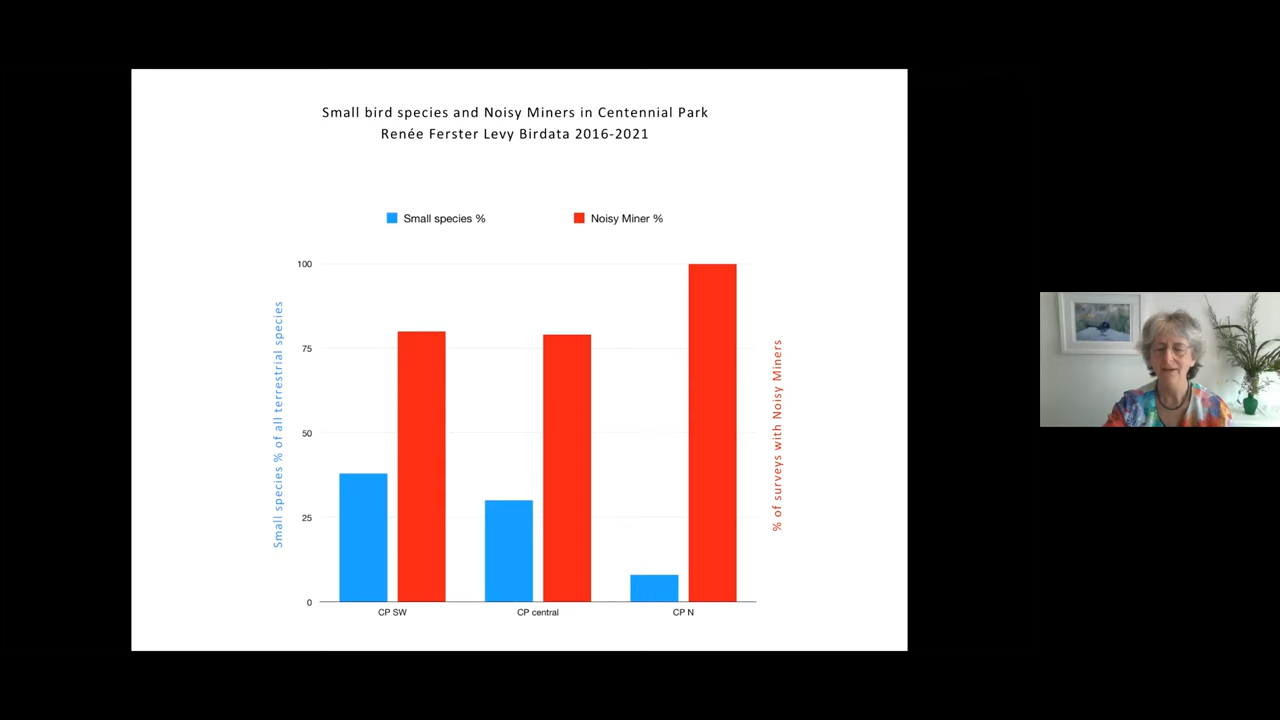 Small bird species and Noisy Miners in Centennial Park
Renée Ferster Levy Birdata 2016-2021
Small species %
Noisy Miner %
Small species % of all terrestrial species
100
75
50
25
0
CP SW
CP central
CP N
% of surveys with Noisy Miners